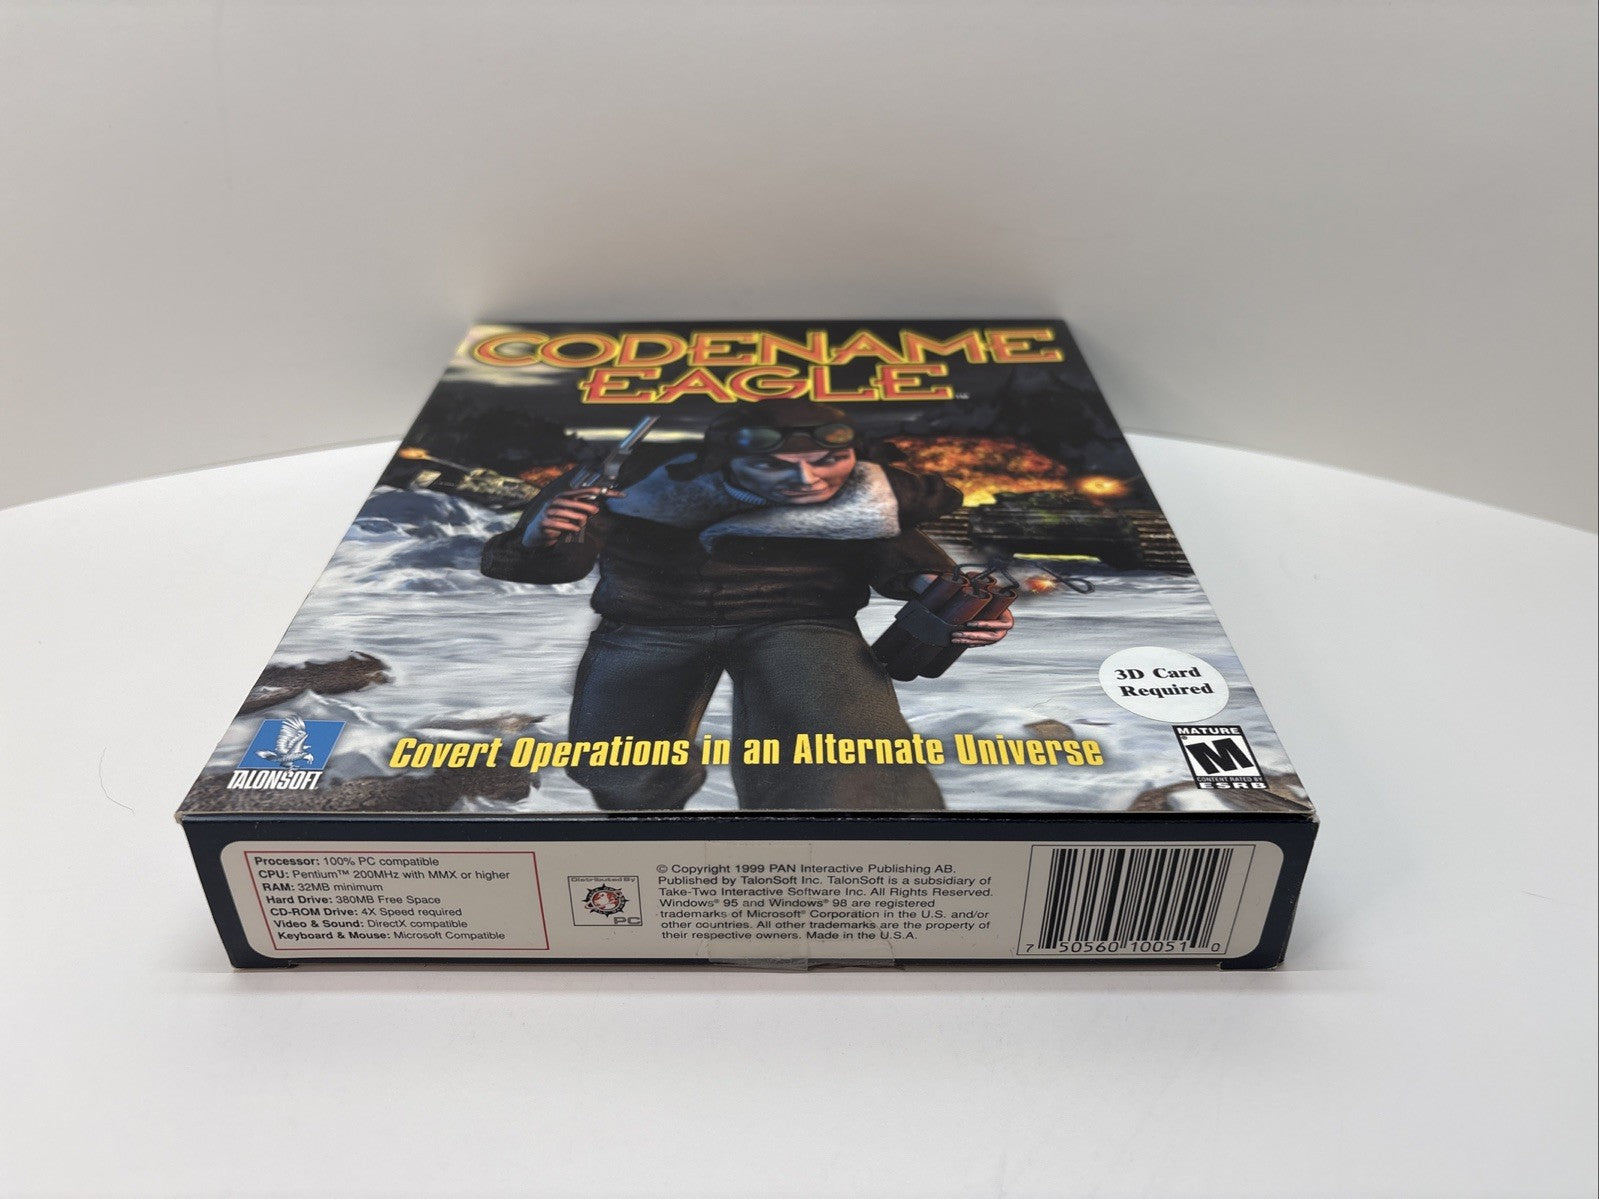 CODENAME
EAGLE™
3D Card
Required
Covert Operations in an Alternate Universe
TALONSOFT
MATURE
M
CONTENT RATED BY
ESRB
Processor: 100% PC compatible
CPU: Pentium™ 200MHz with MMX or higher
RAM: 32MB minimum
Hard Drive: 380MB Free Space
CD-ROM Drive: 4X Speed required
Video & Sound: DirectX compatible
Keyboard & Mouse: Microsoft Compatible
Distributed By
PC
© Copyright 1999 PAN Interactive Publishing AB.
Published by TalonSoft Inc. TalonSoft is a subsidiary of
Take-Two Interactive Software Inc. All Rights Reserved.
Windows® 95 and Windows® 98 are registered
trademarks of Microsoft® Corporation in the U.S. and/or
other countries. All other trademarks are the property of
their respective owners. Made in the U.S.A.
7 50560 10051 0